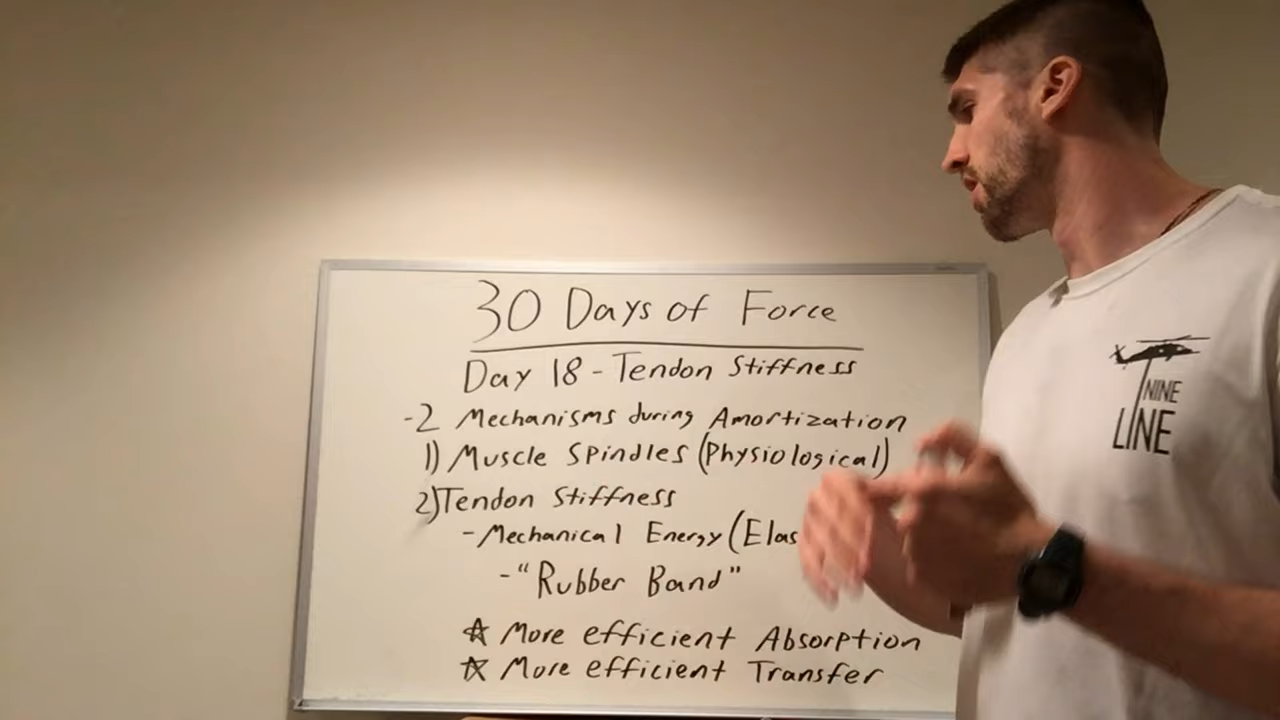 30 Days of Force
Day 18 - Tendon Stiffness
-2 Mechanisms during Amortization
1) Muscle Spindles (Physiological)
2) Tendon Stiffness
- Mechanical Energy (Elas
- "Rubber Band"
☆ More efficient Absorption
☆ More efficient Transfer
NINE
LINE